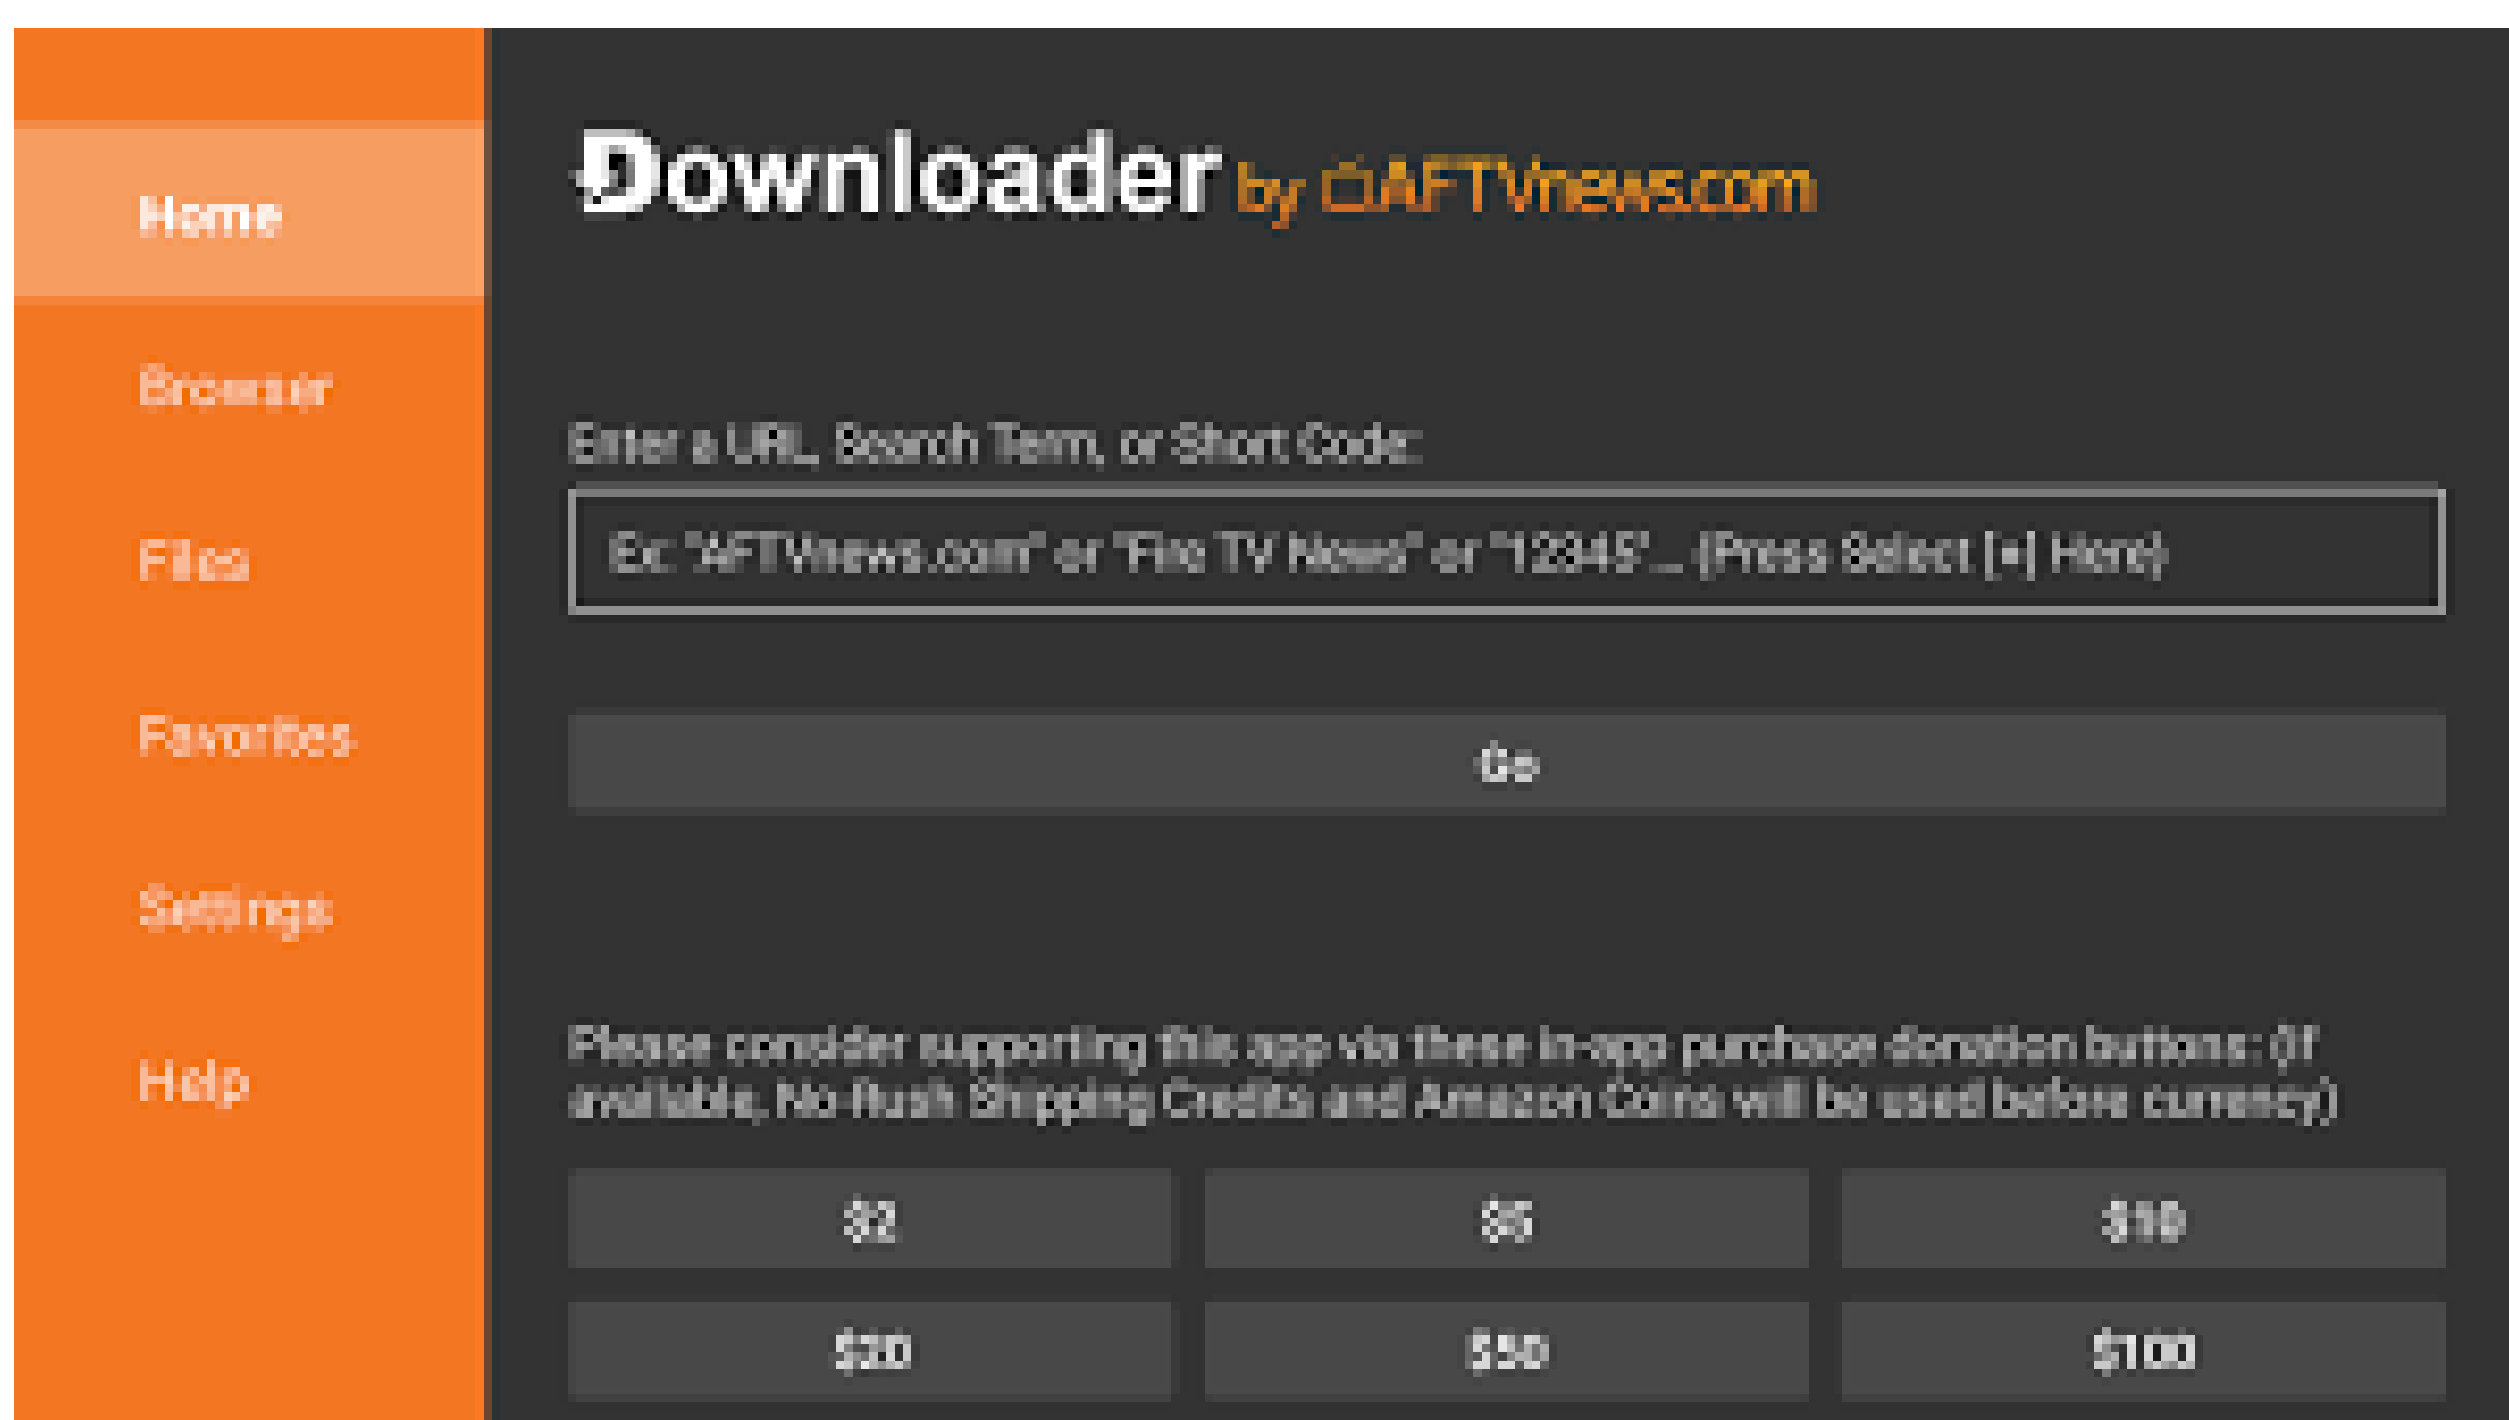 Home
Browser
Files
Favorites
Settings
Help
Downloader by AFTVnews.com
Enter a URL, Search Term, or Short Code:
Ex: "AFTVnews.com" or "Fire TV News" or "12345"... (Press Select [•] Here)
Go
Please consider supporting this app via these in-app purchase donation buttons: (If
available, No-Rush Shipping Credits and Amazon Coins will be used before currency)
$2
$5
$10
$20
$50
$100